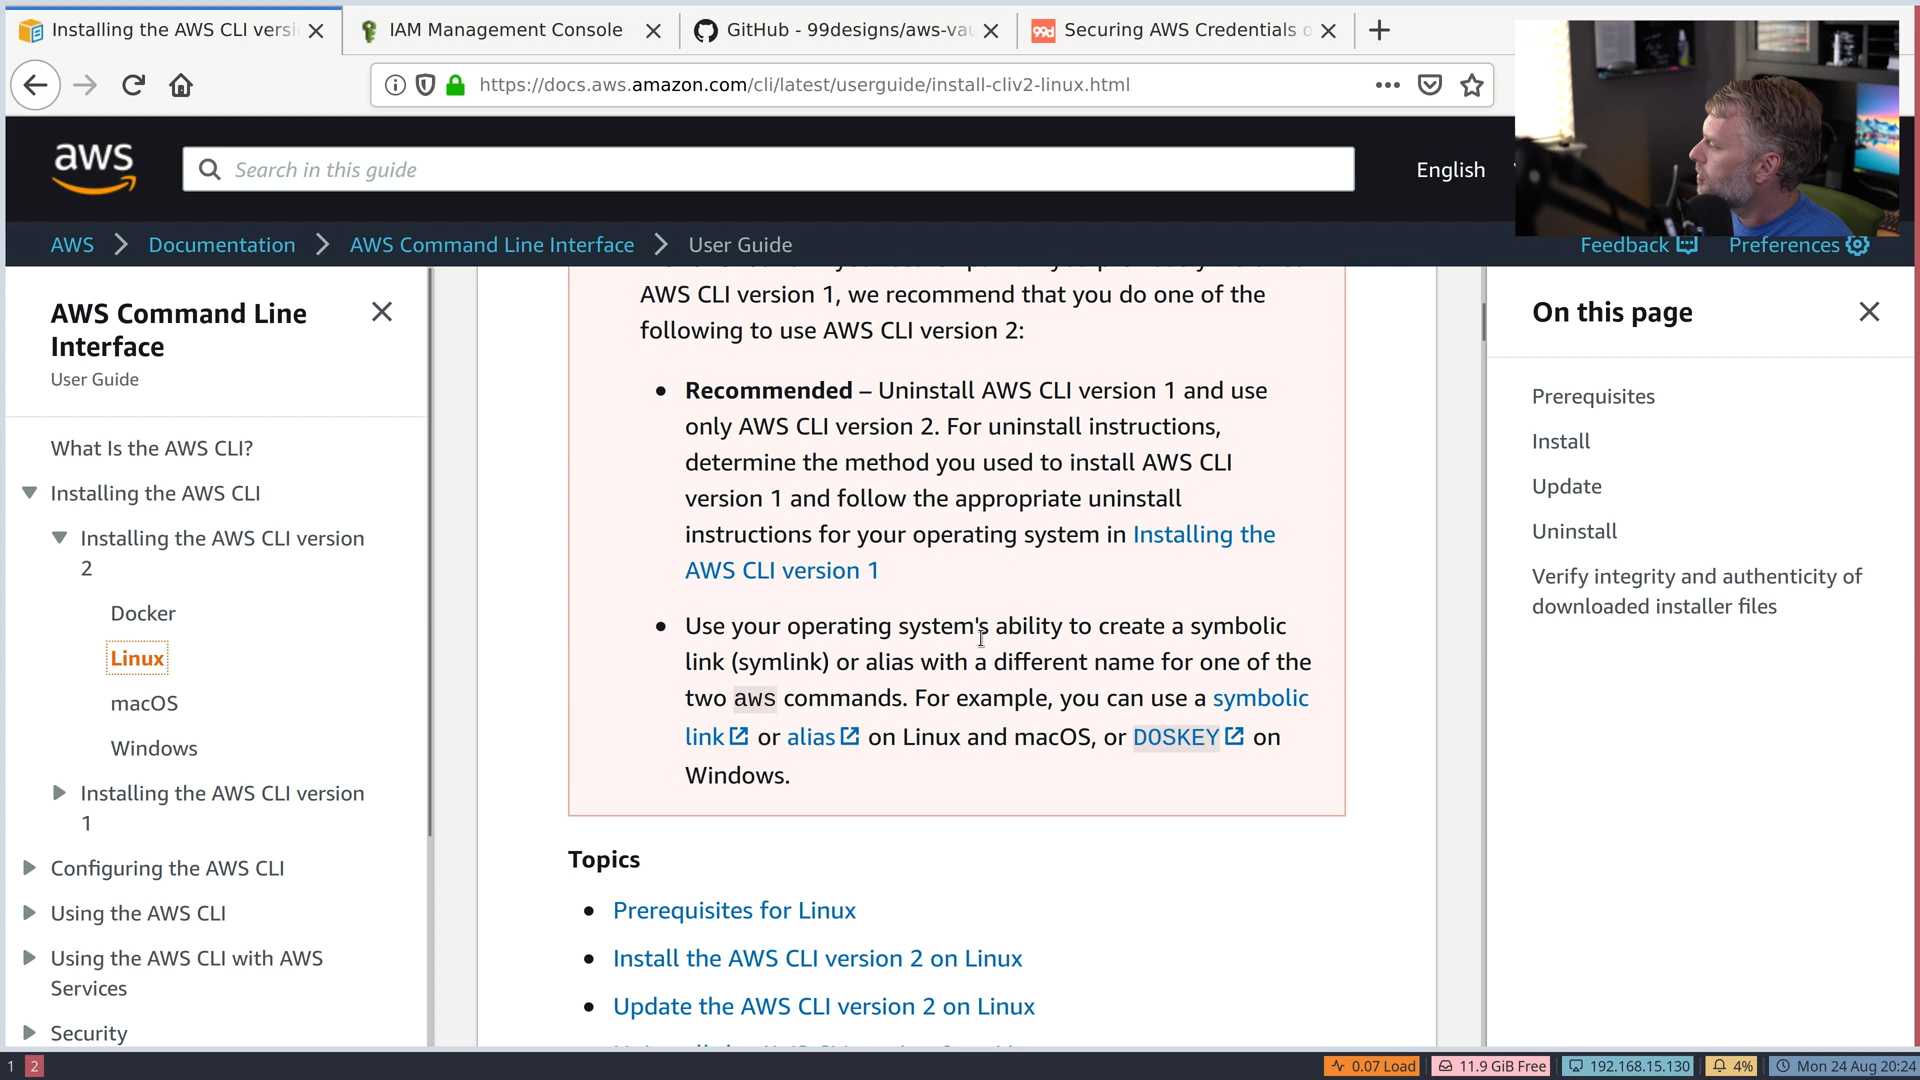 Installing the AWS CLI versi
IAM Management Console
GitHub - 99designs/aws-vau
99d
Securing AWS Credentials o
https://docs.aws.amazon.com/cli/latest/userguide/install-cliv2-linux.html
aws
Search in this guide
English
AWS
Documentation
AWS Command Line Interface
User Guide
Feedback
Preferences
AWS Command Line
Interface
User Guide
What Is the AWS CLI?
Installing the AWS CLI
Installing the AWS CLI version
2
Docker
Linux
macOS
Windows
Installing the AWS CLI version
1
Configuring the AWS CLI
Using the AWS CLI
Using the AWS CLI with AWS
Services
Security
AWS CLI version 1, we recommend that you do one of the
following to use AWS CLI version 2:
• Recommended – Uninstall AWS CLI version 1 and use
only AWS CLI version 2. For uninstall instructions,
determine the method you used to install AWS CLI
version 1 and follow the appropriate uninstall
instructions for your operating system in Installing the
AWS CLI version 1
• Use your operating system's ability to create a symbolic
link (symlink) or alias with a different name for one of the
two aws commands. For example, you can use a symbolic
link or alias on Linux and macOS, or DOSKEY on
Windows.
Topics
• Prerequisites for Linux
• Install the AWS CLI version 2 on Linux
• Update the AWS CLI version 2 on Linux
On this page
Prerequisites
Install
Update
Uninstall
Verify integrity and authenticity of
downloaded installer files
1 2
0.07 Load
11.9 GiB Free
192.168.15.130
4%
Mon 24 Aug 20:24